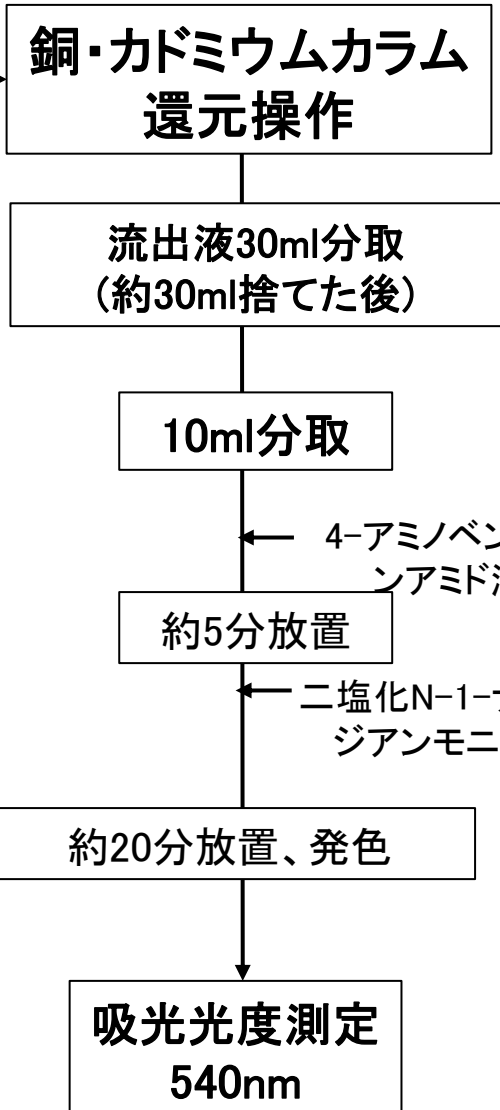 銅・カドミウムカラム
還元操作
流出液30ml分取
(約30ml捨てた後)
10ml分取
4-アミノベン
ンアミド
約5分放置
二塩化N-1-
ジアンモニ
約20分放置、発色
吸光光度測定
540nm